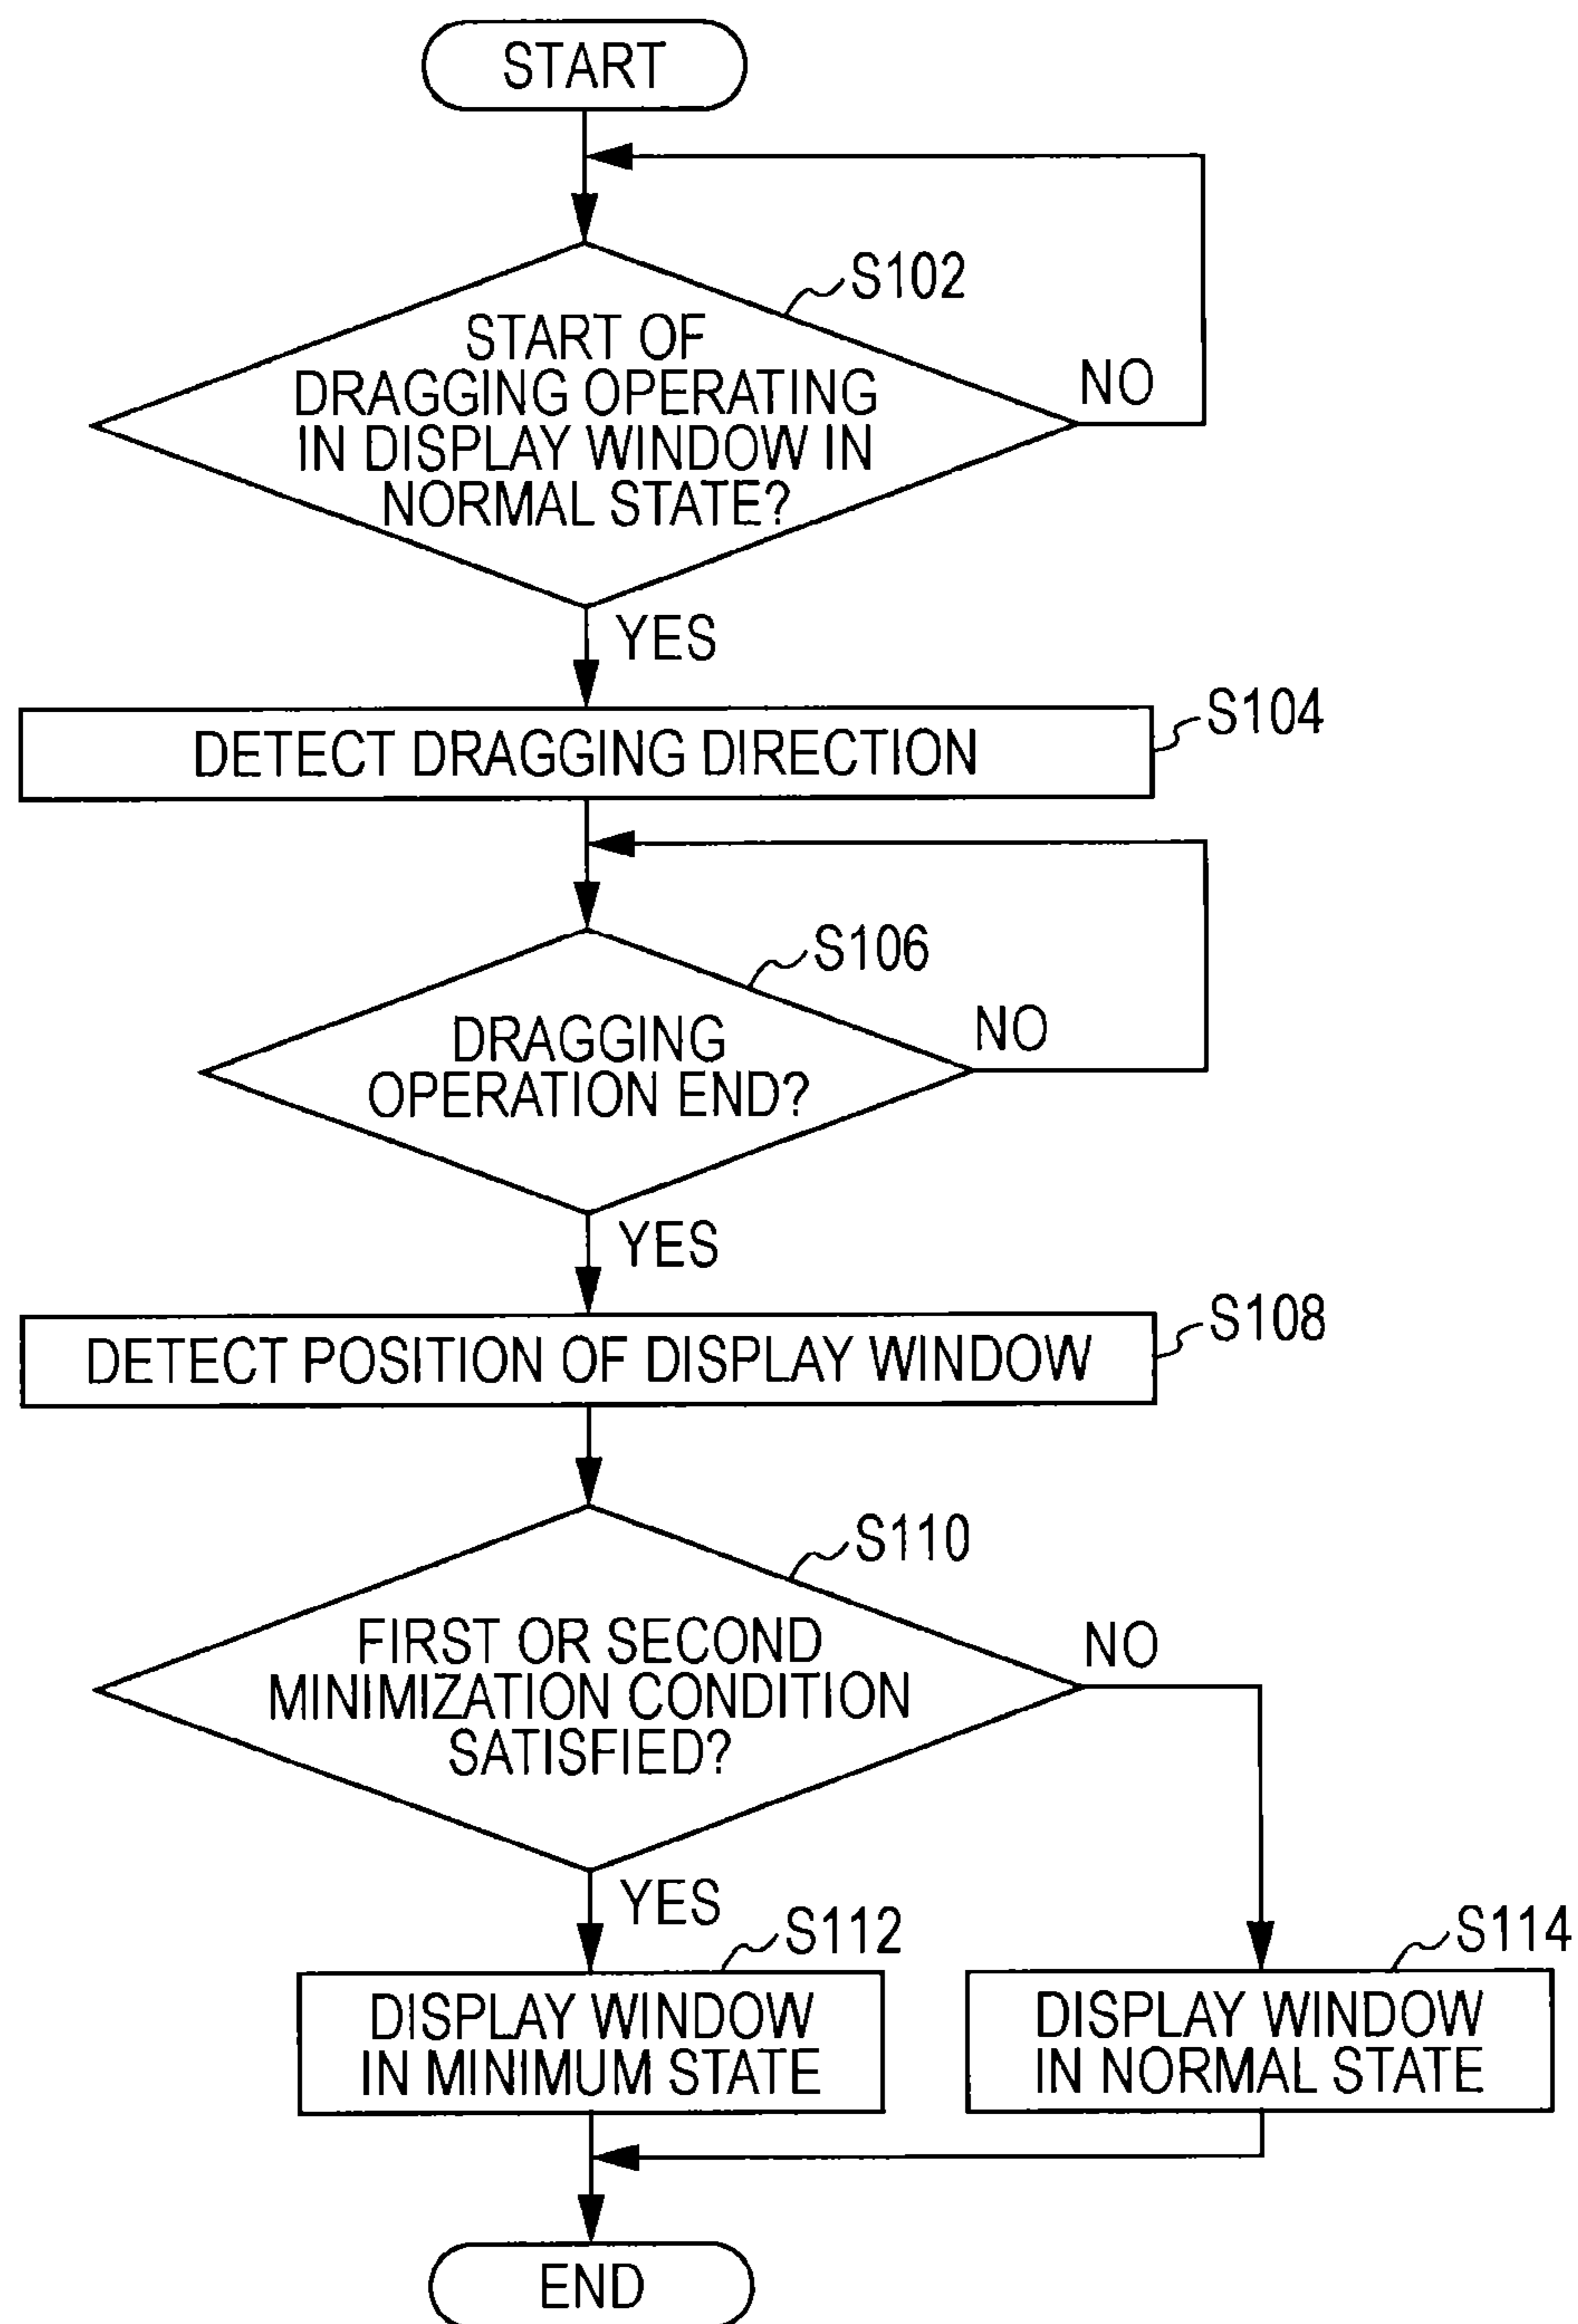 START
S102
START OF
DRAGGING OPERATING
IN DISPLAY WINDOW IN
NORMAL STATE?
NO
YES
S104
DETECT DRAGGING DIRECTION
S106
DRAGGING
OPERATION END?
NO
YES
S108
DETECT POSITION OF DISPLAY WINDOW
S110
FIRST OR SECOND
MINIMIZATION CONDITION
SATISFIED?
NO
YES
S112
DISPLAY WINDOW
IN MINIMUM STATE
S114
DISPLAY WINDOW
IN NORMAL STATE
END